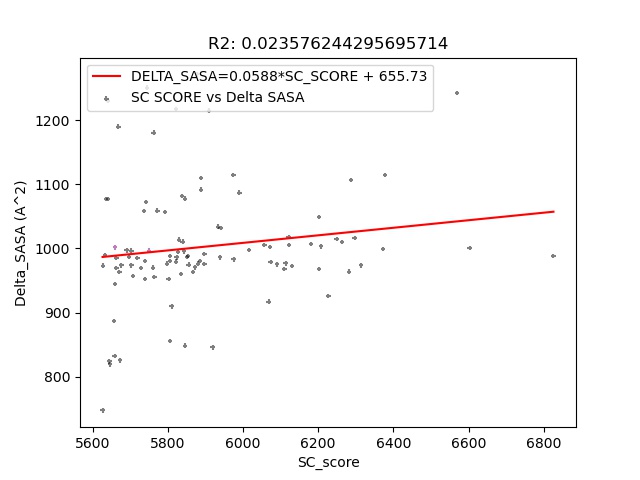 R2: 0.023576244295695714
DELTA_SASA=0.0588*SC_SCORE + 655.73
SC SCORE vs Delta SASA
1200
1100
1000
900
800
Delta_SASA (A^2)
5600 5800 6000 6200 6400 6600 6800
SC_score